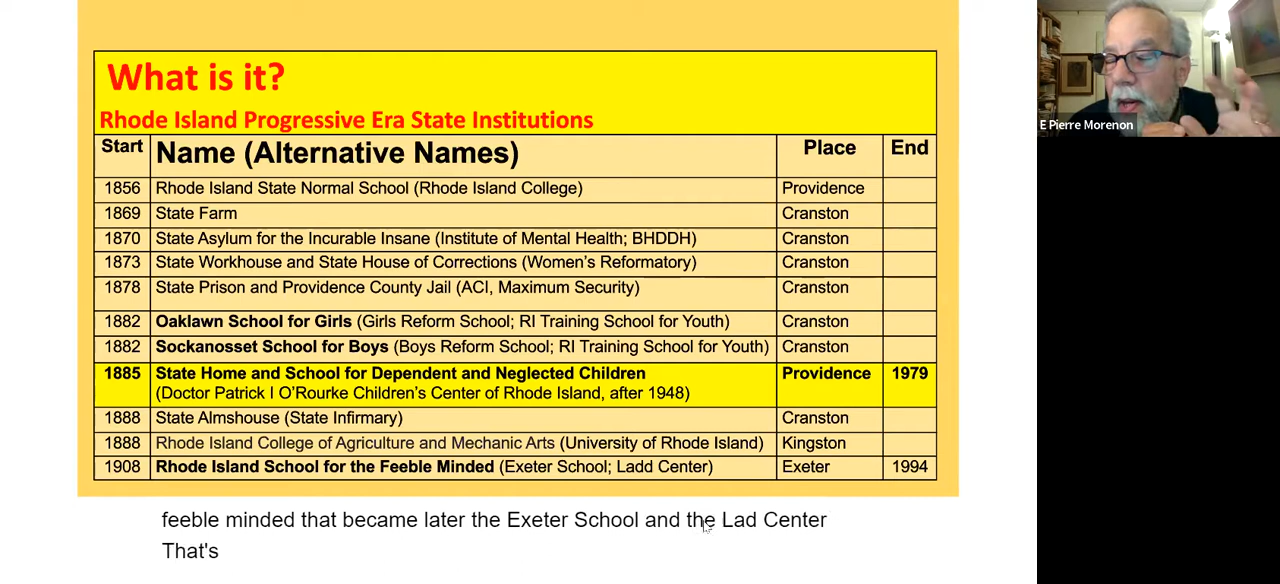 What is it?
Rhode Island Progressive Era State Institutions
Start Name (Alternative Names) Place End
1856 Rhode Island State Normal School (Rhode Island College) Providence
1869 State Farm Cranston
1870 State Asylum for the Incurable Insane (Institute of Mental Health; BHDDH) Cranston
1873 State Workhouse and State House of Corrections (Women's Reformatory) Cranston
1878 State Prison and Providence County Jail (ACI, Maximum Security) Cranston
1882 Oaklawn School for Girls (Girls Reform School; RI Training School for Youth) Cranston
1882 Sockanosset School for Boys (Boys Reform School; RI Training School for Youth) Cranston
1885 State Home and School for Dependent and Neglected Children Providence 1979
(Doctor Patrick I O'Rourke Children's Center of Rhode Island, after 1948)
1888 State Almshouse (State Infirmary) Cranston
1888 Rhode Island College of Agriculture and Mechanic Arts (University of Rhode Island) Kingston
1908 Rhode Island School for the Feeble Minded (Exeter School; Ladd Center) Exeter 1994
feeble minded that became later the Exeter School and the Lad Center
That's
E Pierre Morenon